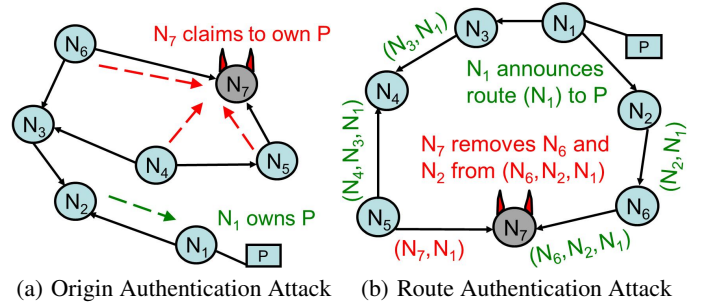 N7 claims to own P
N6
N7
N3
N4
N5
N2
N1 owns P
N1
P
(a) Origin Authentication Attack
N3
N1
(N3, N1)
P
N4
N1 announces
route (N1) to P
N2
(N4, N3, N1)
N7 removes N6 and
N2 from (N6, N2, N1)
(N2, N1)
N5
N7
N6
(N7, N1)
(N6, N2, N1)
(b) Route Authentication Attack